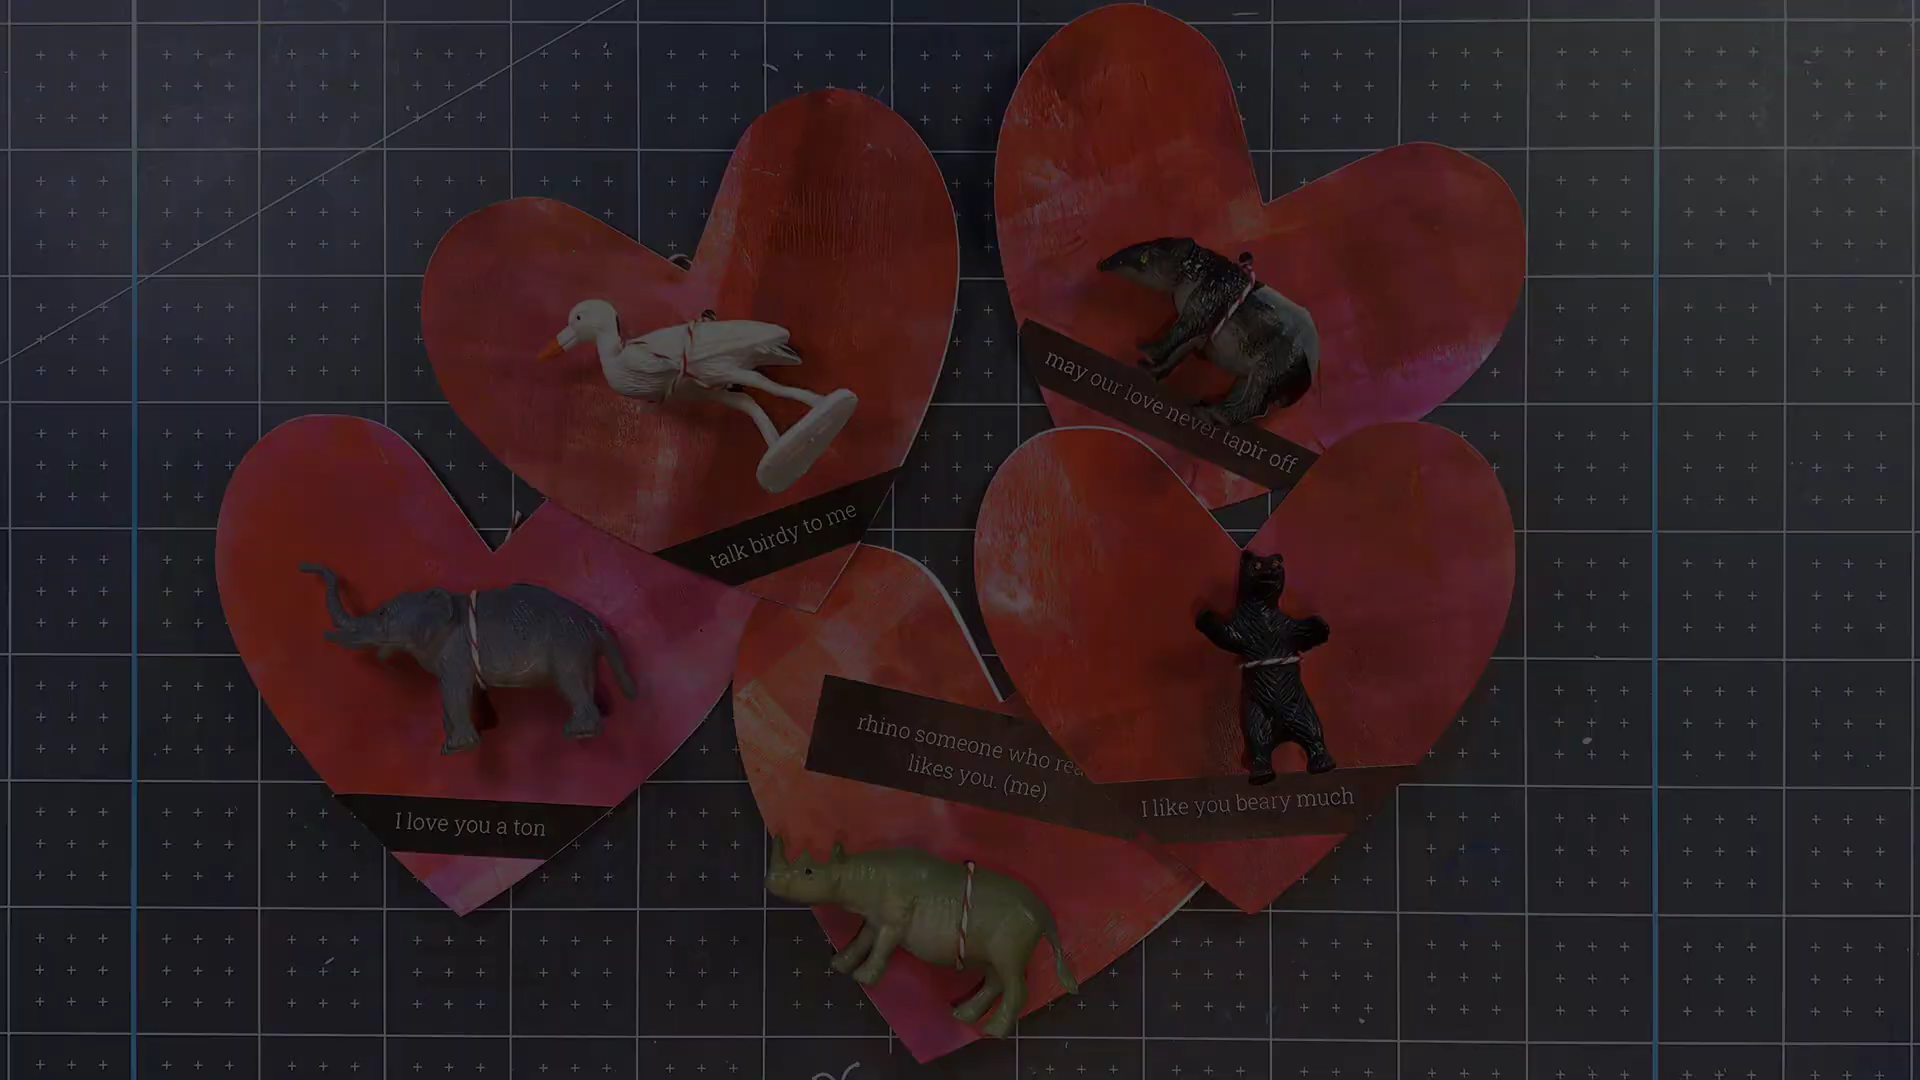 may our love never tapir off
talk birdy to me
rhino someone who
likes you. (me)
I like you beary much
I love you a ton